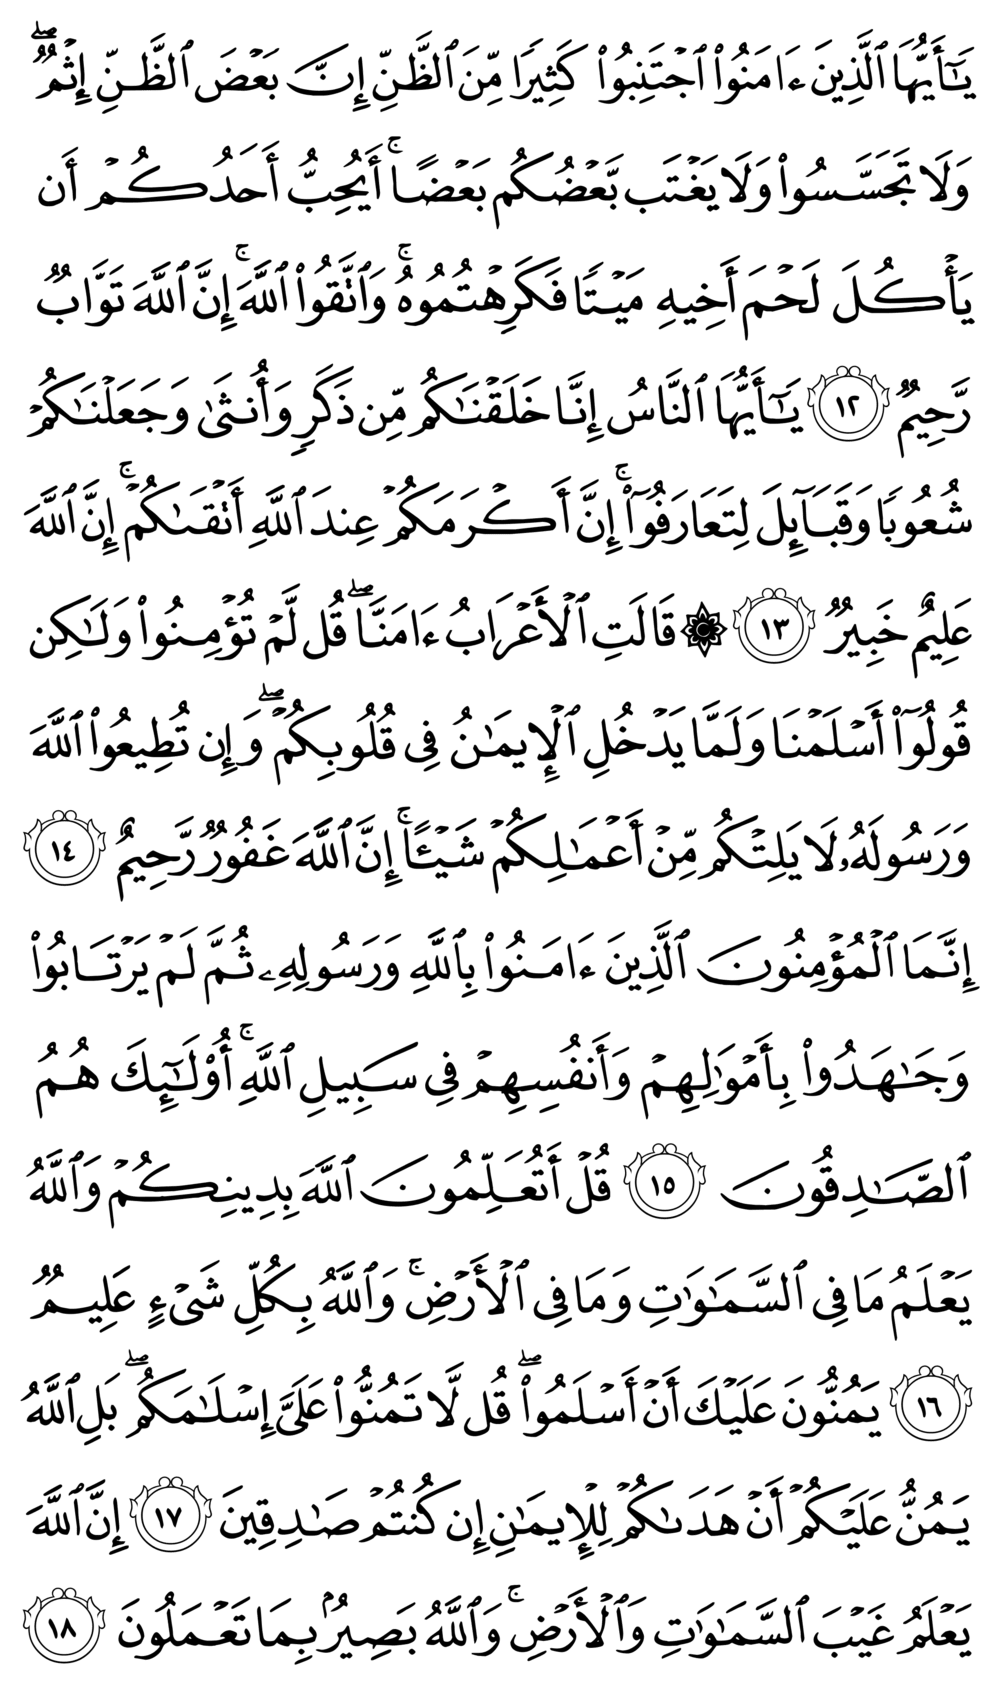 يَٰٓأَيُّهَا ٱلَّذِينَ ءَامَنُوا۟ ٱجْتَنِبُوا۟ كَثِيرًا مِّنَ ٱلظَّنِّ إِنَّ بَعْضَ ٱلظَّنِّ إِثْمٌ ۖ
وَلَا تَجَسَّسُوا۟ وَلَا يَغْتَب بَّعْضُكُم بَعْضًا ۚ أَيُحِبُّ أَحَدُكُمْ أَن
يَأْكُلَ لَحْمَ أَخِيهِ مَيْتًا فَكَرِهْتُمُوهُ ۚ وَٱتَّقُوا۟ ٱللَّهَ ۚ إِنَّ ٱللَّهَ تَوَّابٌ
رَّحِيمٌ ١٢ يَٰٓأَيُّهَا ٱلنَّاسُ إِنَّا خَلَقْنَٰكُم مِّن ذَكَرٍ وَأُنثَىٰ وَجَعَلْنَٰكُمْ
شُعُوبًا وَقَبَآئِلَ لِتَعَارَفُوٓا۟ ۚ إِنَّ أَكْرَمَكُمْ عِندَ ٱللَّهِ أَتْقَىٰكُمْ ۚ إِنَّ ٱللَّهَ
عَلِيمٌ خَبِيرٌ ١٣ ۞ قَالَتِ ٱلْأَعْرَابُ ءَامَنَّا ۖ قُل لَّمْ تُؤْمِنُوا۟ وَلَٰكِن
قُولُوٓا۟ أَسْلَمْنَا وَلَمَّا يَدْخُلِ ٱلْإِيمَٰنُ فِى قُلُوبِكُمْ ۖ وَإِن تُطِيعُوا۟ ٱللَّهَ
وَرَسُولَهُۥ لَا يَلِتْكُم مِّنْ أَعْمَٰلِكُمْ شَيْـًٔا ۚ إِنَّ ٱللَّهَ غَفُورٌ رَّحِيمٌ ١٤
إِنَّمَا ٱلْمُؤْمِنُونَ ٱلَّذِينَ ءَامَنُوا۟ بِٱللَّهِ وَرَسُولِهِۦ ثُمَّ لَمْ يَرْتَابُوا۟
وَجَٰهَدُوا۟ بِأَمْوَٰلِهِمْ وَأَنفُسِهِمْ فِى سَبِيلِ ٱللَّهِ ۚ أُو۟لَٰٓئِكَ هُمُ
ٱلصَّٰدِقُونَ ١٥ قُلْ أَتُعَلِّمُونَ ٱللَّهَ بِدِينِكُمْ وَٱللَّهُ
يَعْلَمُ مَا فِى ٱلسَّمَٰوَٰتِ وَمَا فِى ٱلْأَرْضِ ۚ وَٱللَّهُ بِكُلِّ شَىْءٍ عَلِيمٌ
١٦ يَمُنُّونَ عَلَيْكَ أَنْ أَسْلَمُوا۟ ۖ قُل لَّا تَمُنُّوا۟ عَلَىَّ إِسْلَٰمَكُم ۖ بَلِ ٱللَّهُ
يَمُنُّ عَلَيْكُمْ أَنْ هَدَىٰكُمْ لِلْإِيمَٰنِ إِن كُنتُمْ صَٰدِقِينَ ١٧ إِنَّ ٱللَّهَ
يَعْلَمُ غَيْبَ ٱلسَّمَٰوَٰتِ وَٱلْأَرْضِ ۚ وَٱللَّهُ بَصِيرٌۢ بِمَا تَعْمَلُونَ ١٨